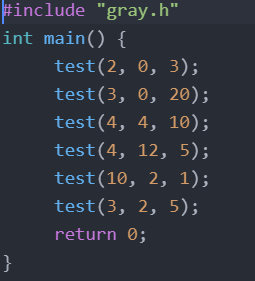 #include "gray.h"
int main() {
test(2, 0, 3);
test(3, 0, 20);
test(4, 4, 10);
test(4, 12, 5);
test(10, 2, 1);
test(3, 2, 5);
return 0;
}